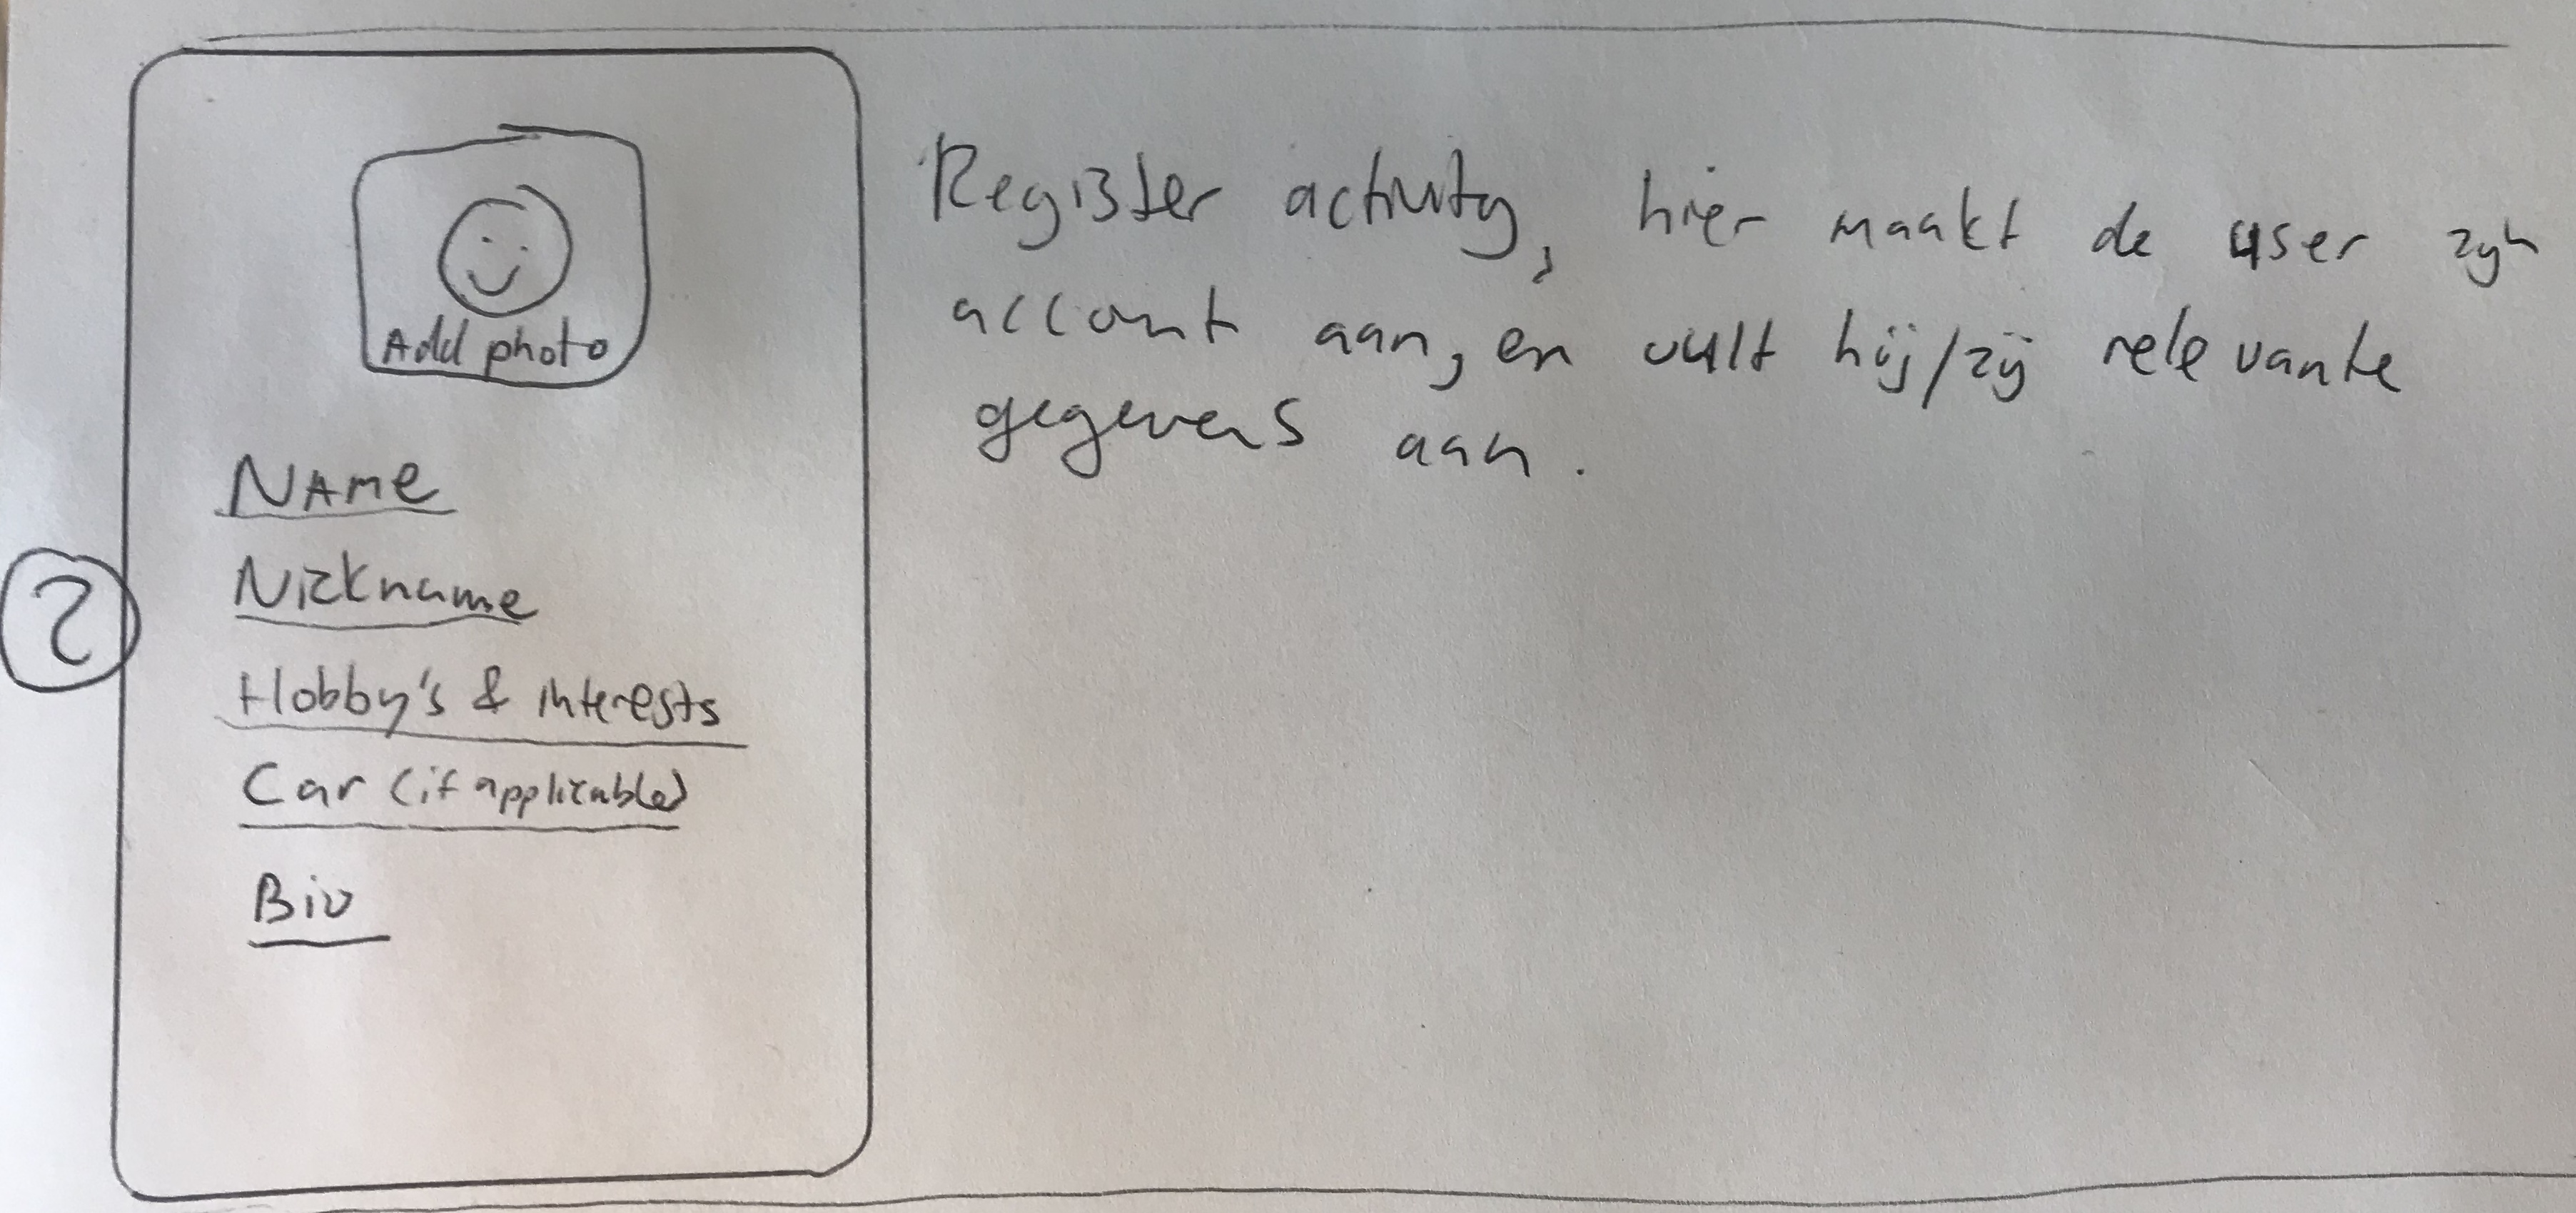 Add photo
Name
Nickname
Hobby's & interests
Car (if applicable)
Bio
2
Register activity, hier maakt de user zijn
account aan, en vult hij/zij relevante
gegevens aan.